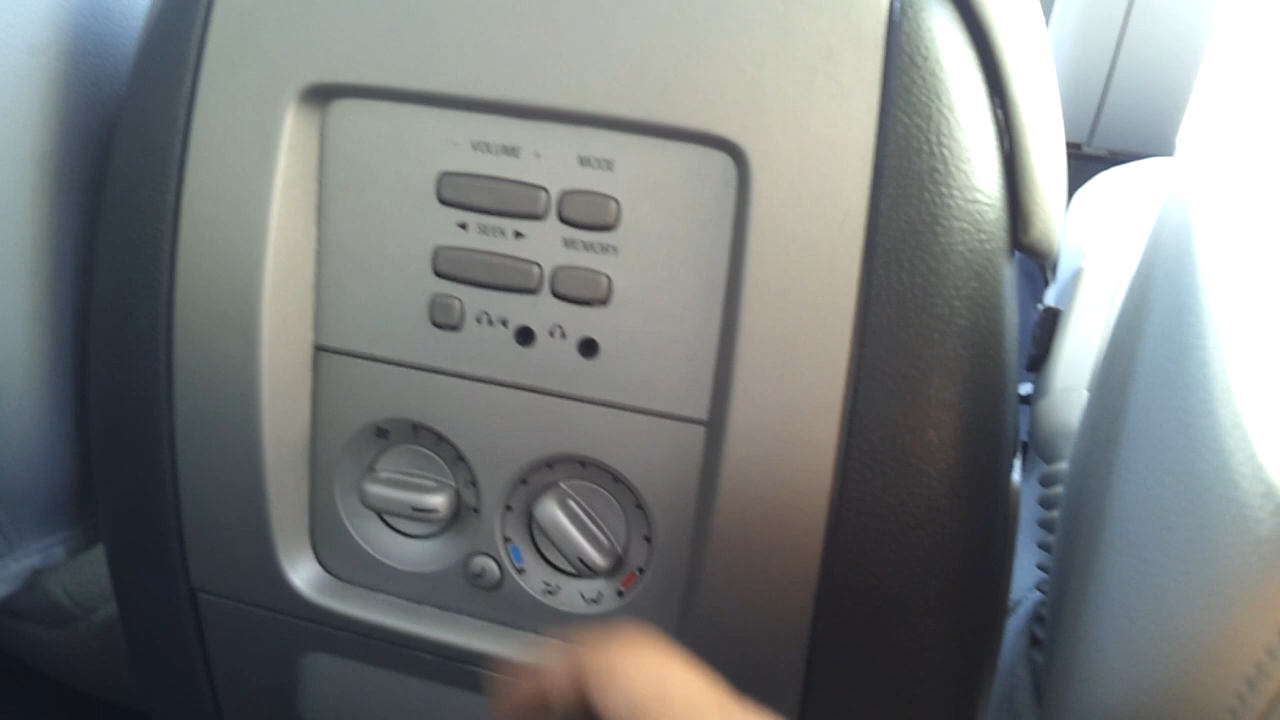 - VOLUME + MODE
◄ SEEK ► MEMORY